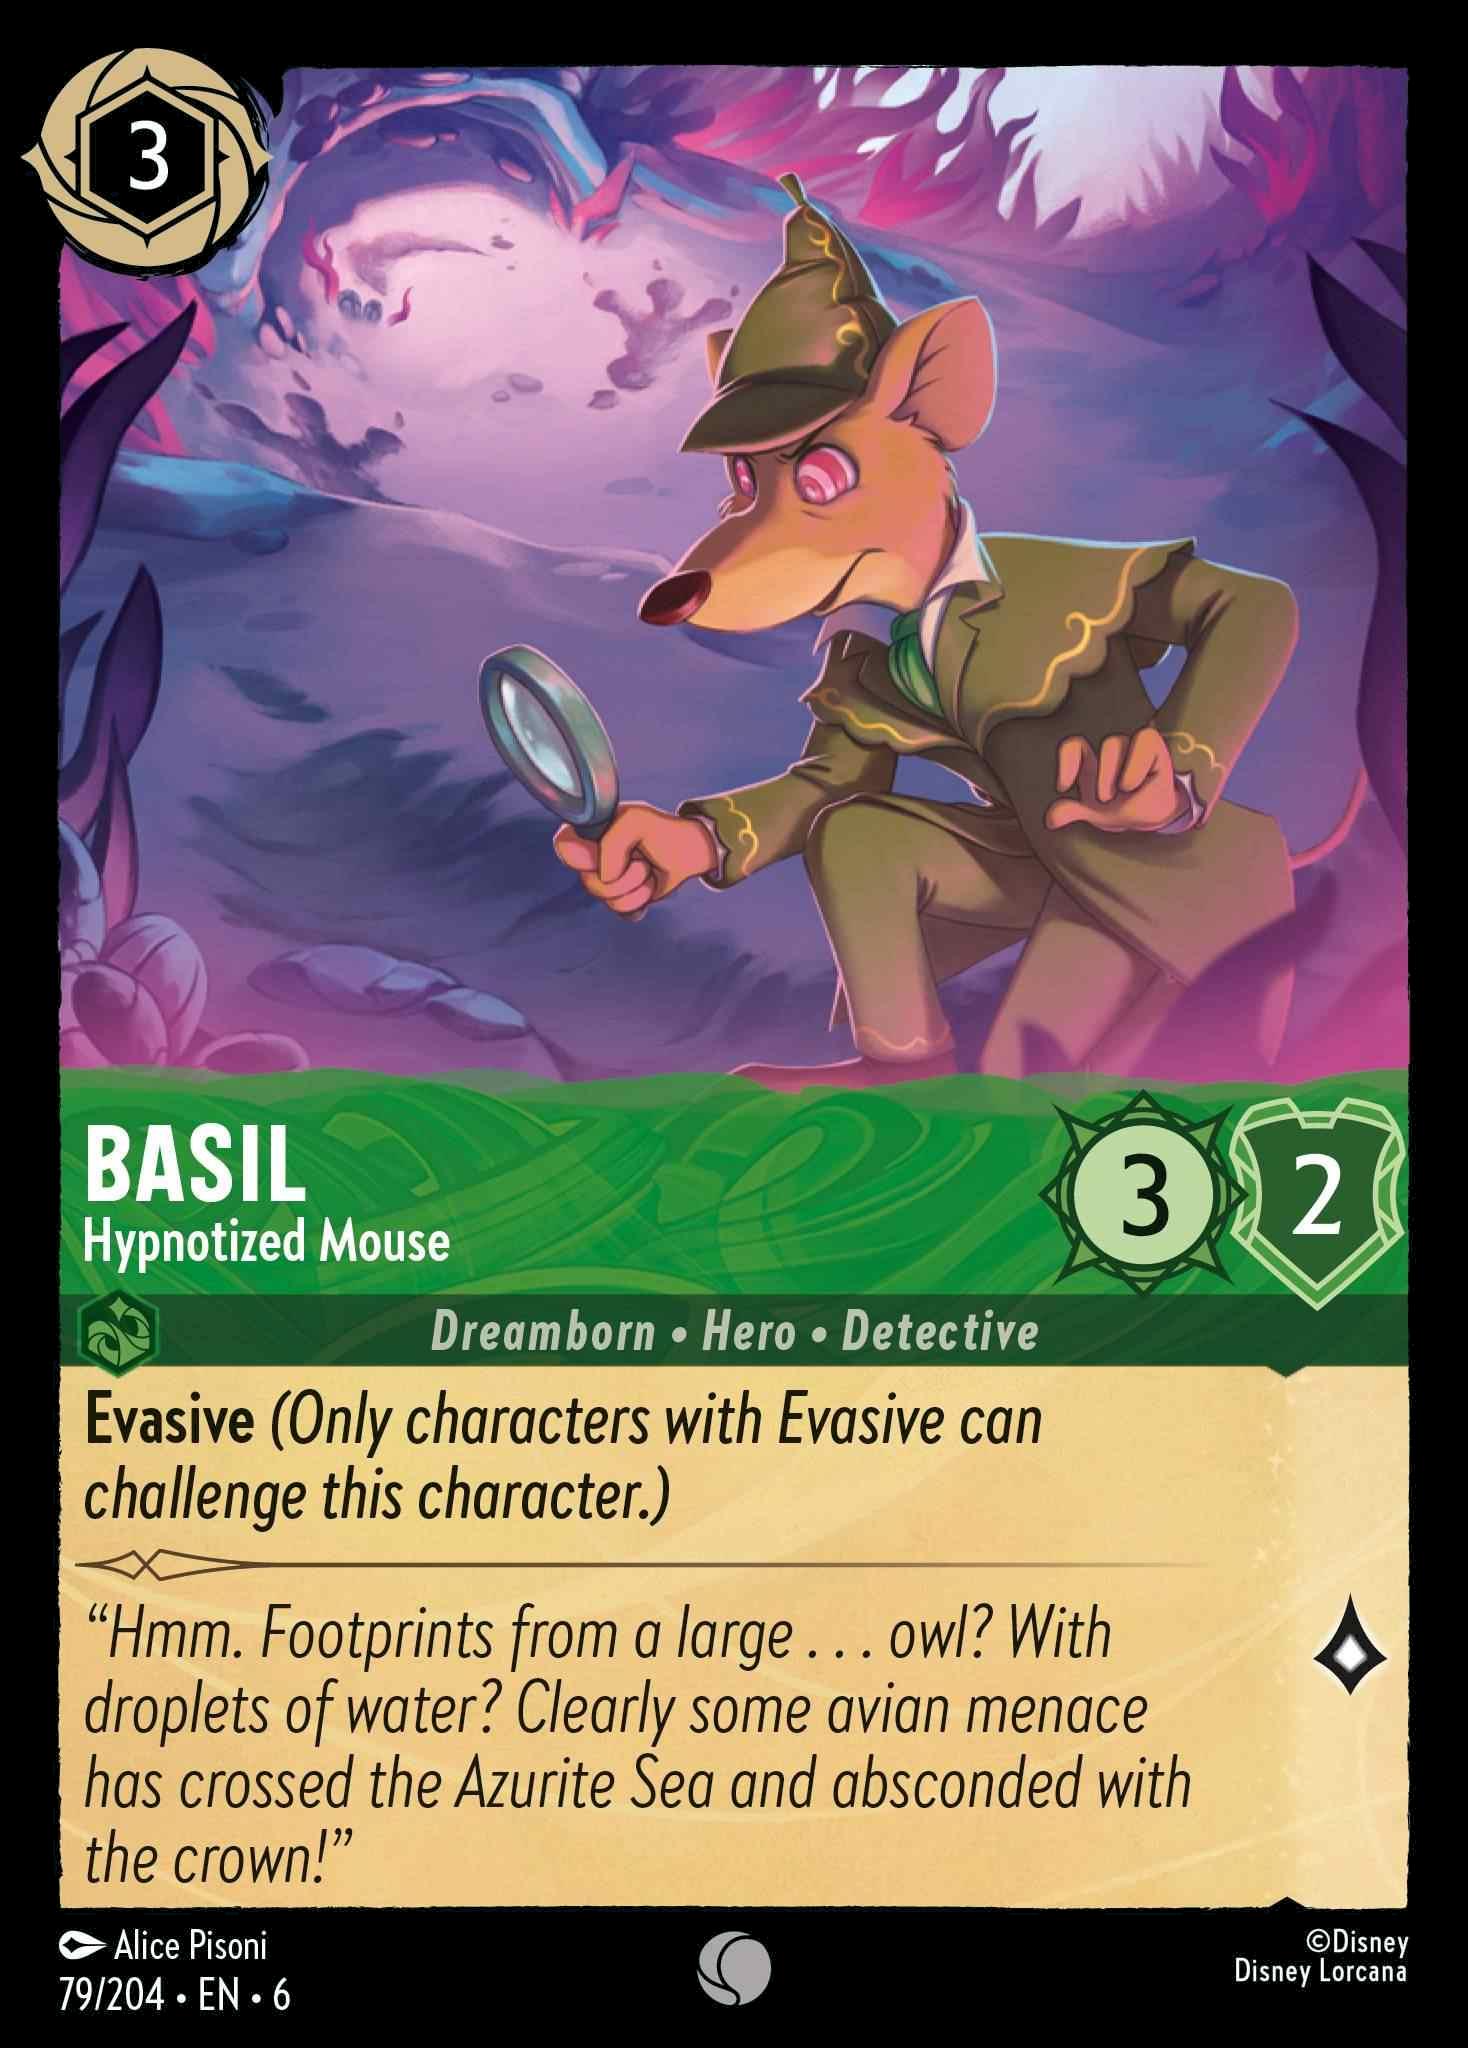 3
BASIL
Hypnotized Mouse
3
2
Dreamborn • Hero • Detective
Evasive (Only characters with Evasive can
challenge this character.)
“Hmm. Footprints from a large . . . owl? With
droplets of water? Clearly some avian menace
has crossed the Azurite Sea and absconded with
the crown!”
Alice Pisoni
79/204 • EN • 6
©Disney
Disney Lorcana